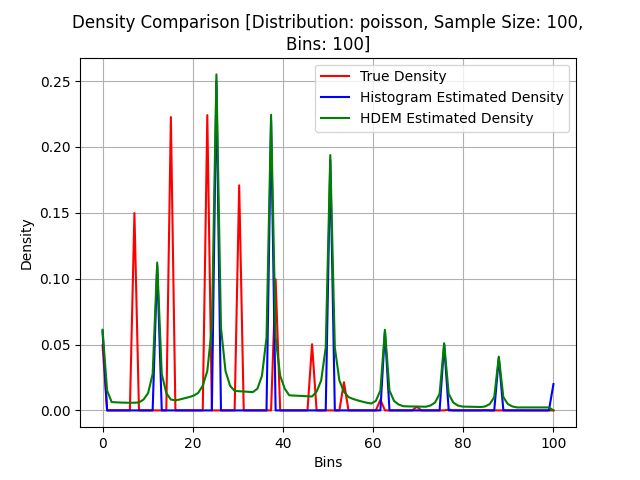 Density Comparison [Distribution: poisson, Sample Size: 100,
Bins: 100]
True Density
Histogram Estimated Density
HDEM Estimated Density
Density
0.25
0.20
0.15
0.10
0.05
0.00
0 20 40 60 80 100
Bins